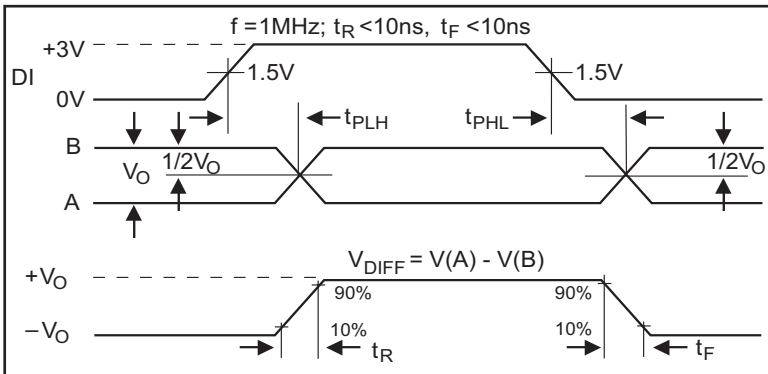 f = 1MHz; tR < 10ns, tF < 10ns
+3V
DI
1.5V
1.5V
0V
tPLH
tPHL
B
VO
1/2VO
1/2VO
A
VDIFF = V(A) - V(B)
+VO
90%
90%
−VO
10%
10%
tR
tF